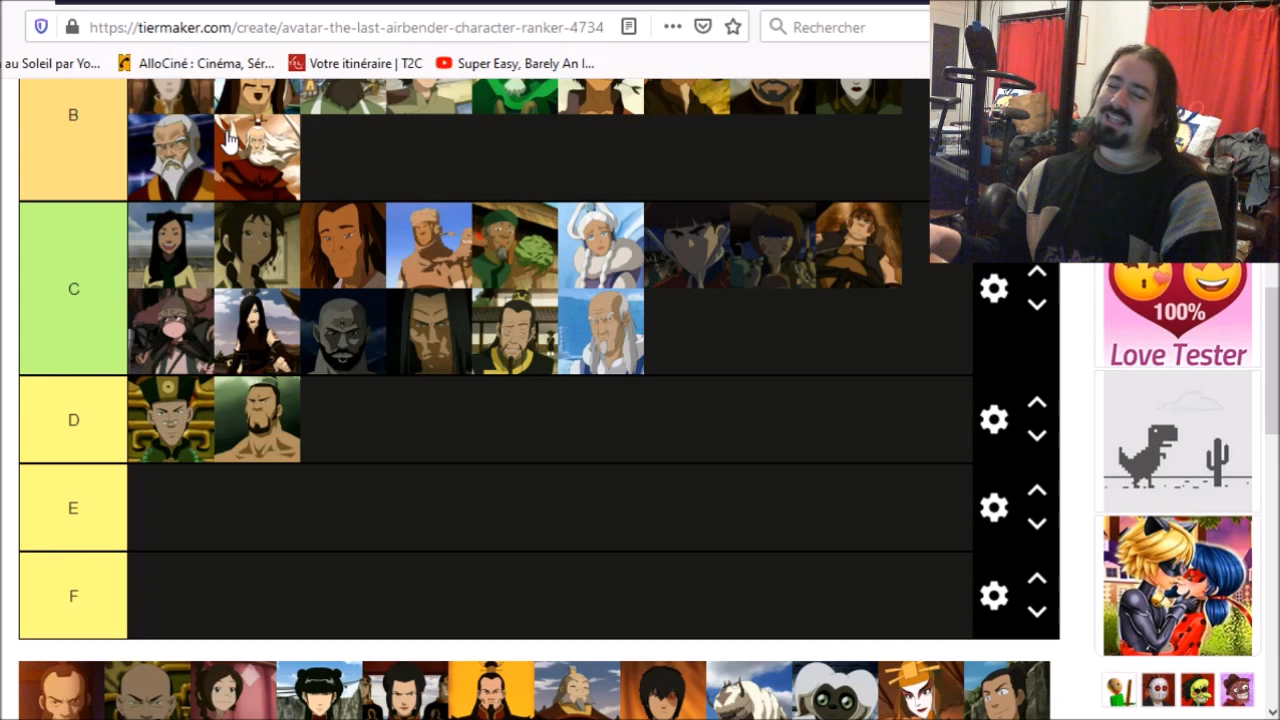 https://tiermaker.com/create/avatar-the-last-airbender-character-ranker-4734
Rechercher
au Soleil par Yo...
AlloCiné : Cinéma, Sér...
Votre itinéraire | T2C
Super Easy, Barely An I...
B
C
D
E
F
100%
Love Tester